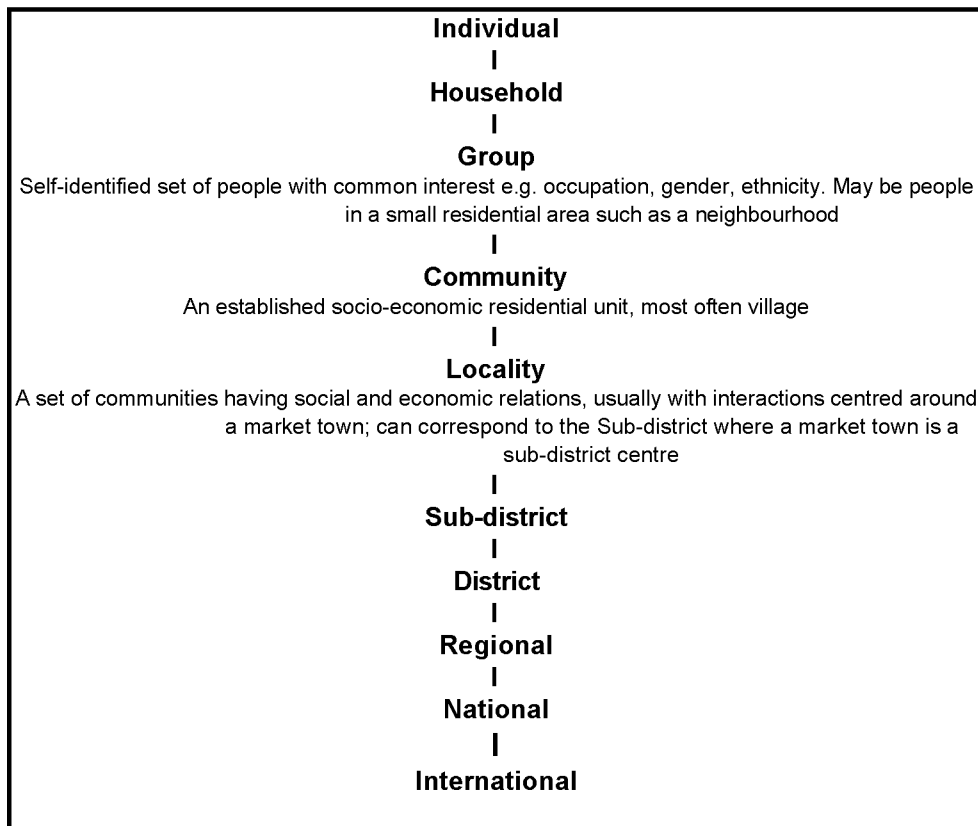 Individual
Household
Group
Self-identified set of people with common interest e.g. occupation, gender, ethnicity. May be people
in a small residential area such as a neighbourhood
Community
An established socio-economic residential unit, most often village
Locality
A set of communities having social and economic relations, usually with interactions centred around
a market town; can correspond to the Sub-district where a market town is a
sub-district centre
Sub-district
District
Regional
National
International